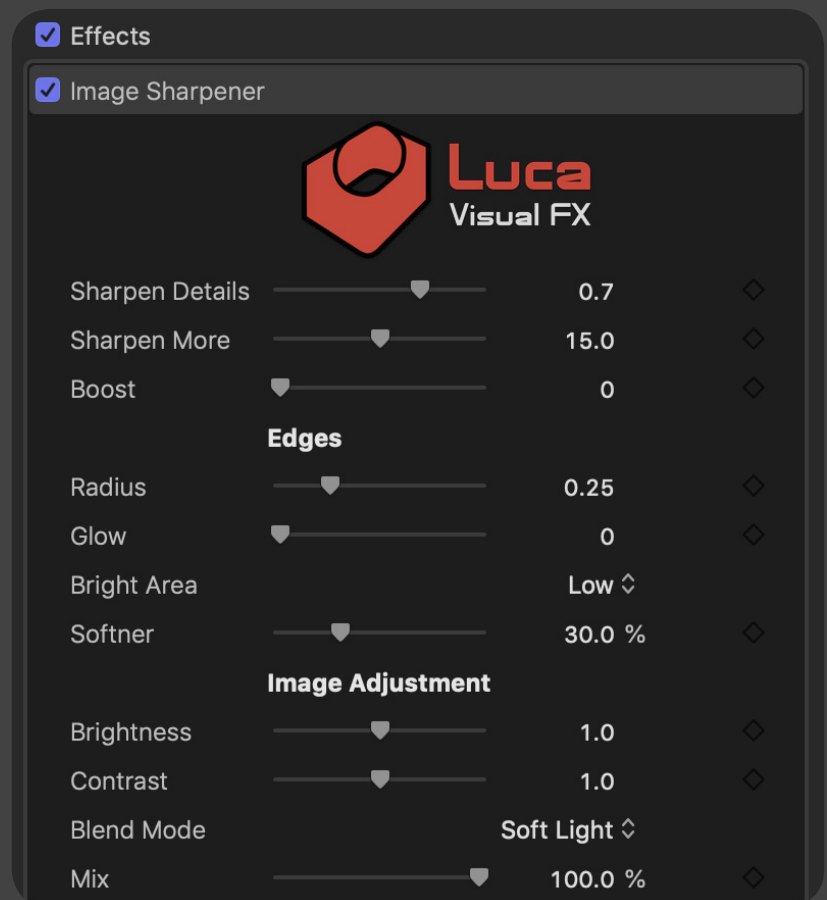 Effects
Image Sharpener
Luca
Visual FX
Sharpen Details 0.7
Sharpen More 15.0
Boost 0
Edges
Radius 0.25
Glow 0
Bright Area Low
Softner 30.0 %
Image Adjustment
Brightness 1.0
Contrast 1.0
Blend Mode Soft Light
Mix 100.0 %